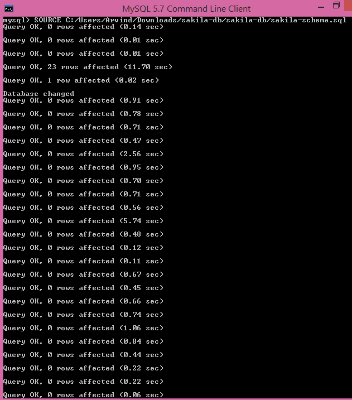 MySQL 5.7 Command Line Client
mysql> SOURCE C:/Users/Arvind/Downloads/sakila-db/sakila-db/sakila-schema.sql
Query OK, 0 rows affected (0.14 sec)
Query OK, 0 rows affected (0.01 sec)
Query OK, 0 rows affected (0.01 sec)
Query OK, 23 rows affected (11.70 sec)
Query OK, 1 row affected (0.02 sec)
Database changed
Query OK, 0 rows affected (0.91 sec)
Query OK, 0 rows affected (0.78 sec)
Query OK, 0 rows affected (0.71 sec)
Query OK, 0 rows affected (0.47 sec)
Query OK, 0 rows affected (2.56 sec)
Query OK, 0 rows affected (0.95 sec)
Query OK, 0 rows affected (0.70 sec)
Query OK, 0 rows affected (0.71 sec)
Query OK, 0 rows affected (0.56 sec)
Query OK, 0 rows affected (5.74 sec)
Query OK, 0 rows affected (0.48 sec)
Query OK, 0 rows affected (0.12 sec)
Query OK, 0 rows affected (0.11 sec)
Query OK, 0 rows affected (0.67 sec)
Query OK, 0 rows affected (0.45 sec)
Query OK, 0 rows affected (0.66 sec)
Query OK, 0 rows affected (0.74 sec)
Query OK, 0 rows affected (1.06 sec)
Query OK, 0 rows affected (0.84 sec)
Query OK, 0 rows affected (0.44 sec)
Query OK, 0 rows affected (0.22 sec)
Query OK, 0 rows affected (0.22 sec)
Query OK, 0 rows affected (0.06 sec)